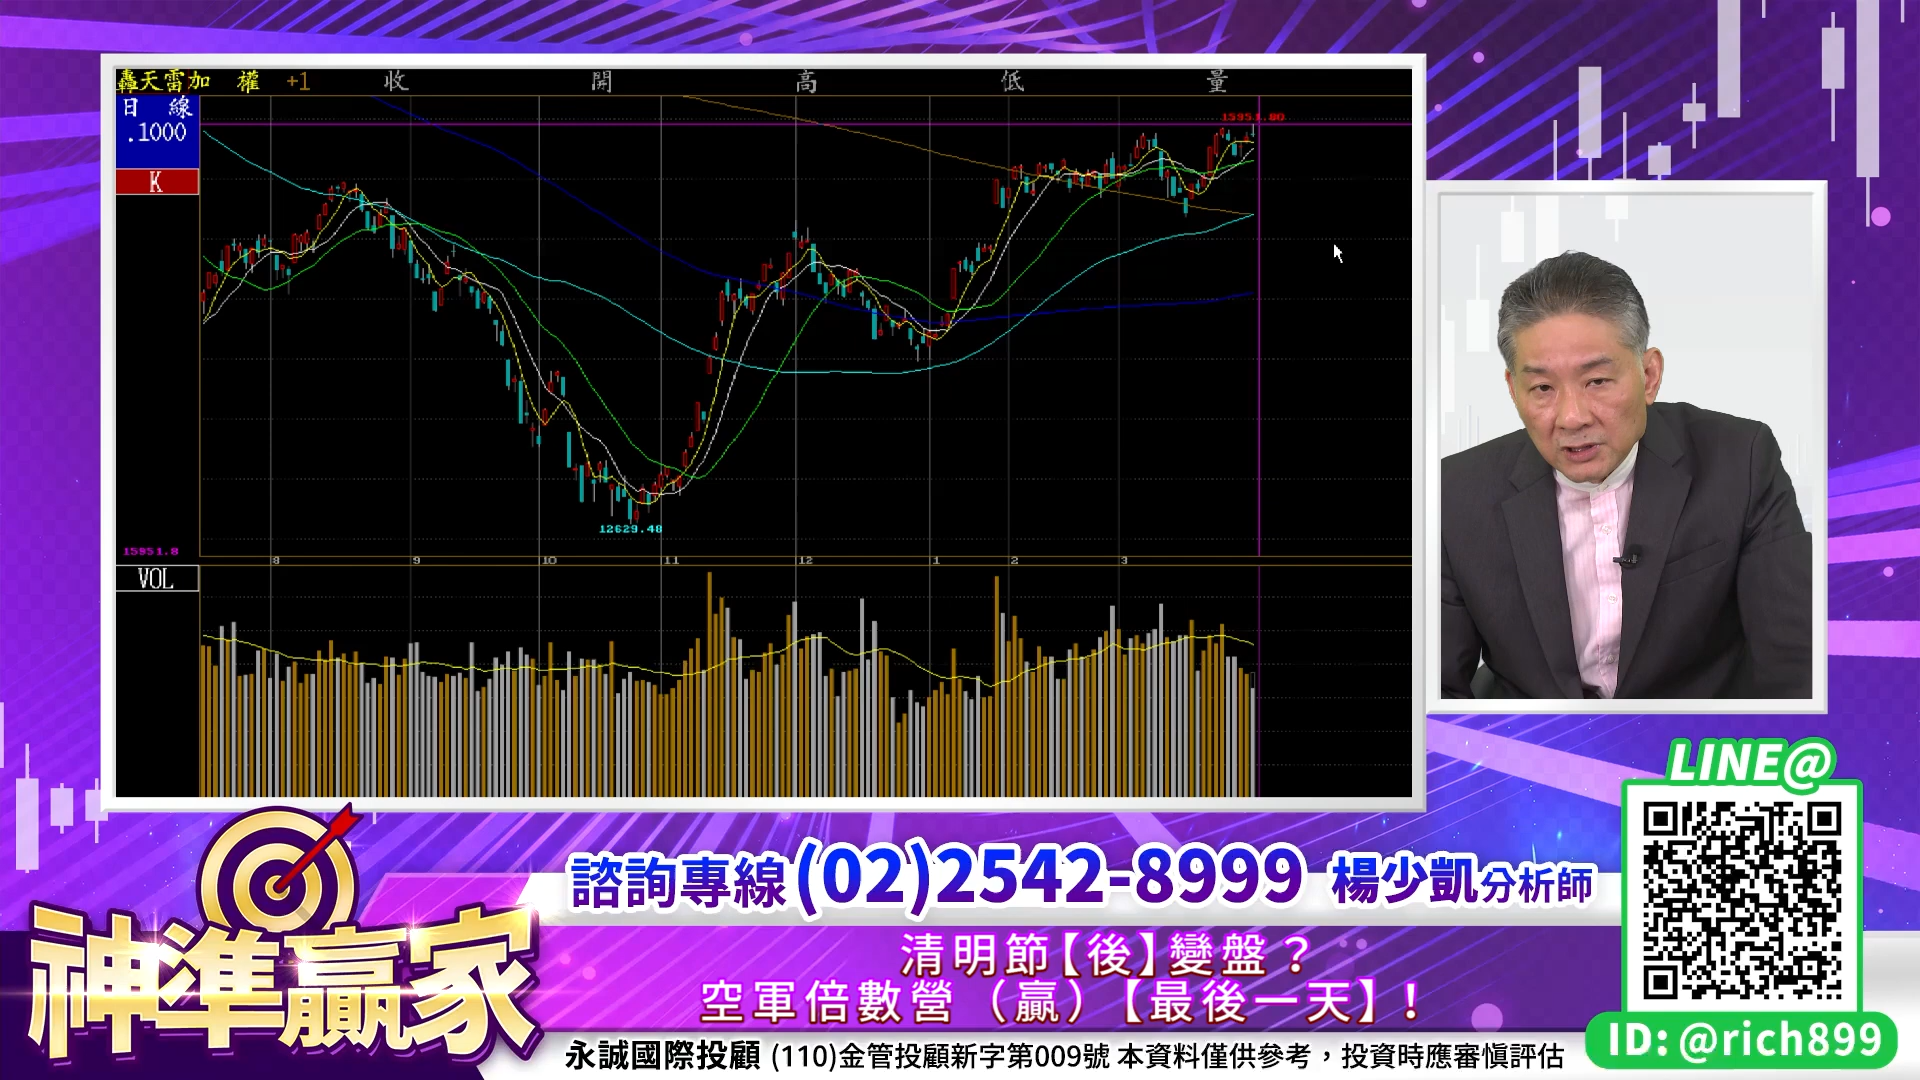 轟天雷加 權 +1 收 開 高 低 量
日 線
.1000
K
15951.80
12629.48
15951.8
8 9 10 11 12 1 2 3
VOL
LINE@
諮詢專線(02)2542-8999 楊少凱分析師
神準贏家
清明節【後】變盤？
空軍倍數營（贏）【最後一天】！
永誠國際投顧 (110)金管投顧新字第009號 本資料僅供參考，投資時應審慎評估
ID: @rich899